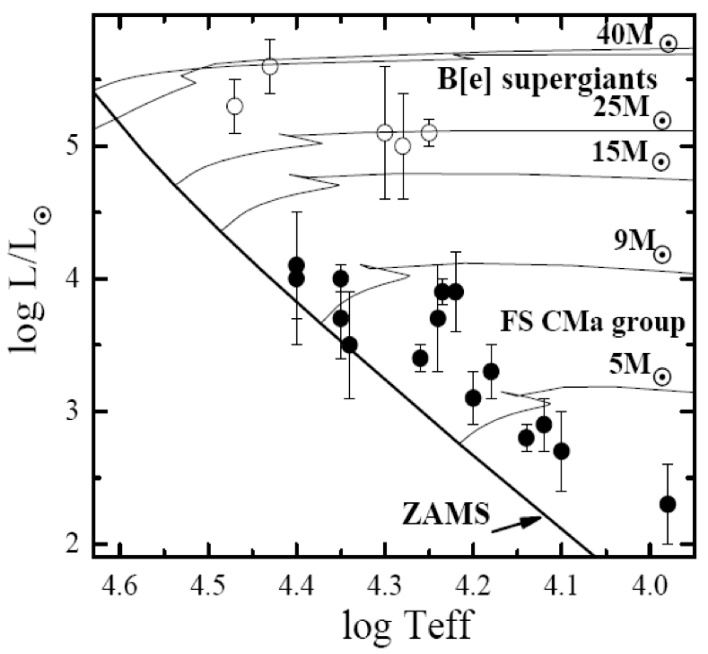 40M⊙
B[e] supergiants
25M⊙
15M⊙
9M⊙
FS CMa group
5M⊙
ZAMS
log L/L⊙
5
4
3
2
4.6 4.5 4.4 4.3 4.2 4.1 4.0
log Teff